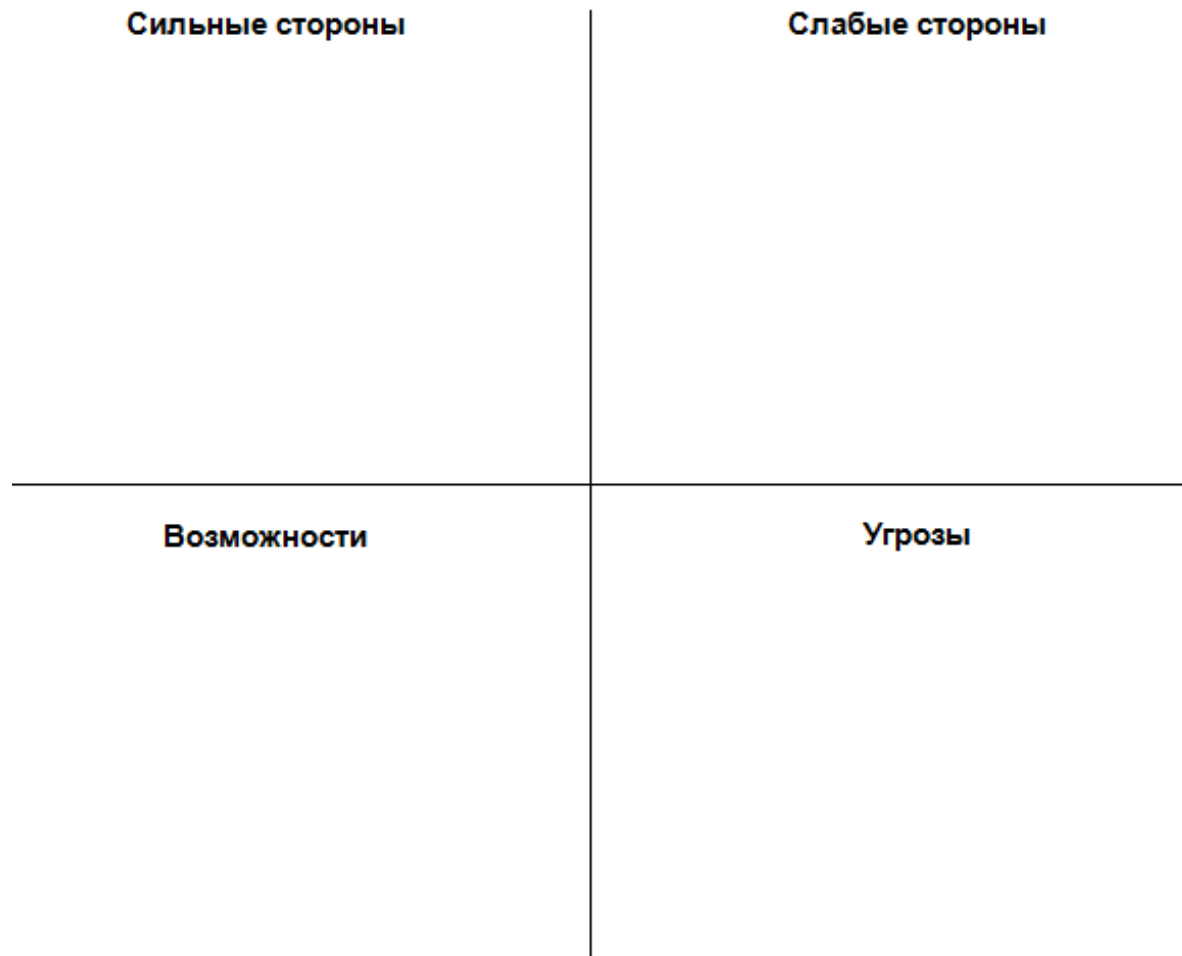 Сильные стороны
Слабые стороны
Возможности
Угрозы